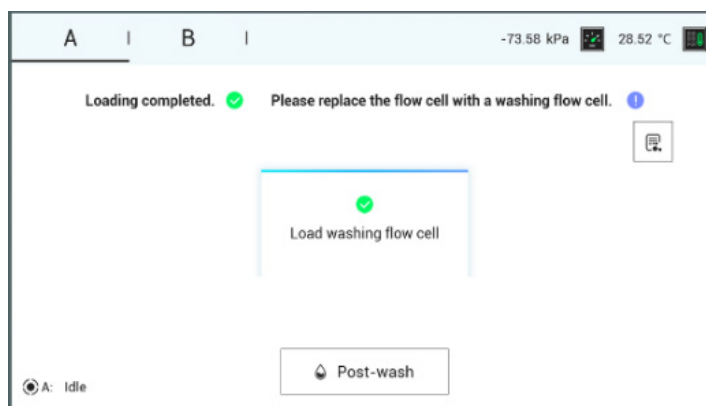 A | B | -73.58 kPa 28.52 °C
Loading completed. Please replace the flow cell with a washing flow cell.
Load washing flow cell
Post-wash
A: Idle